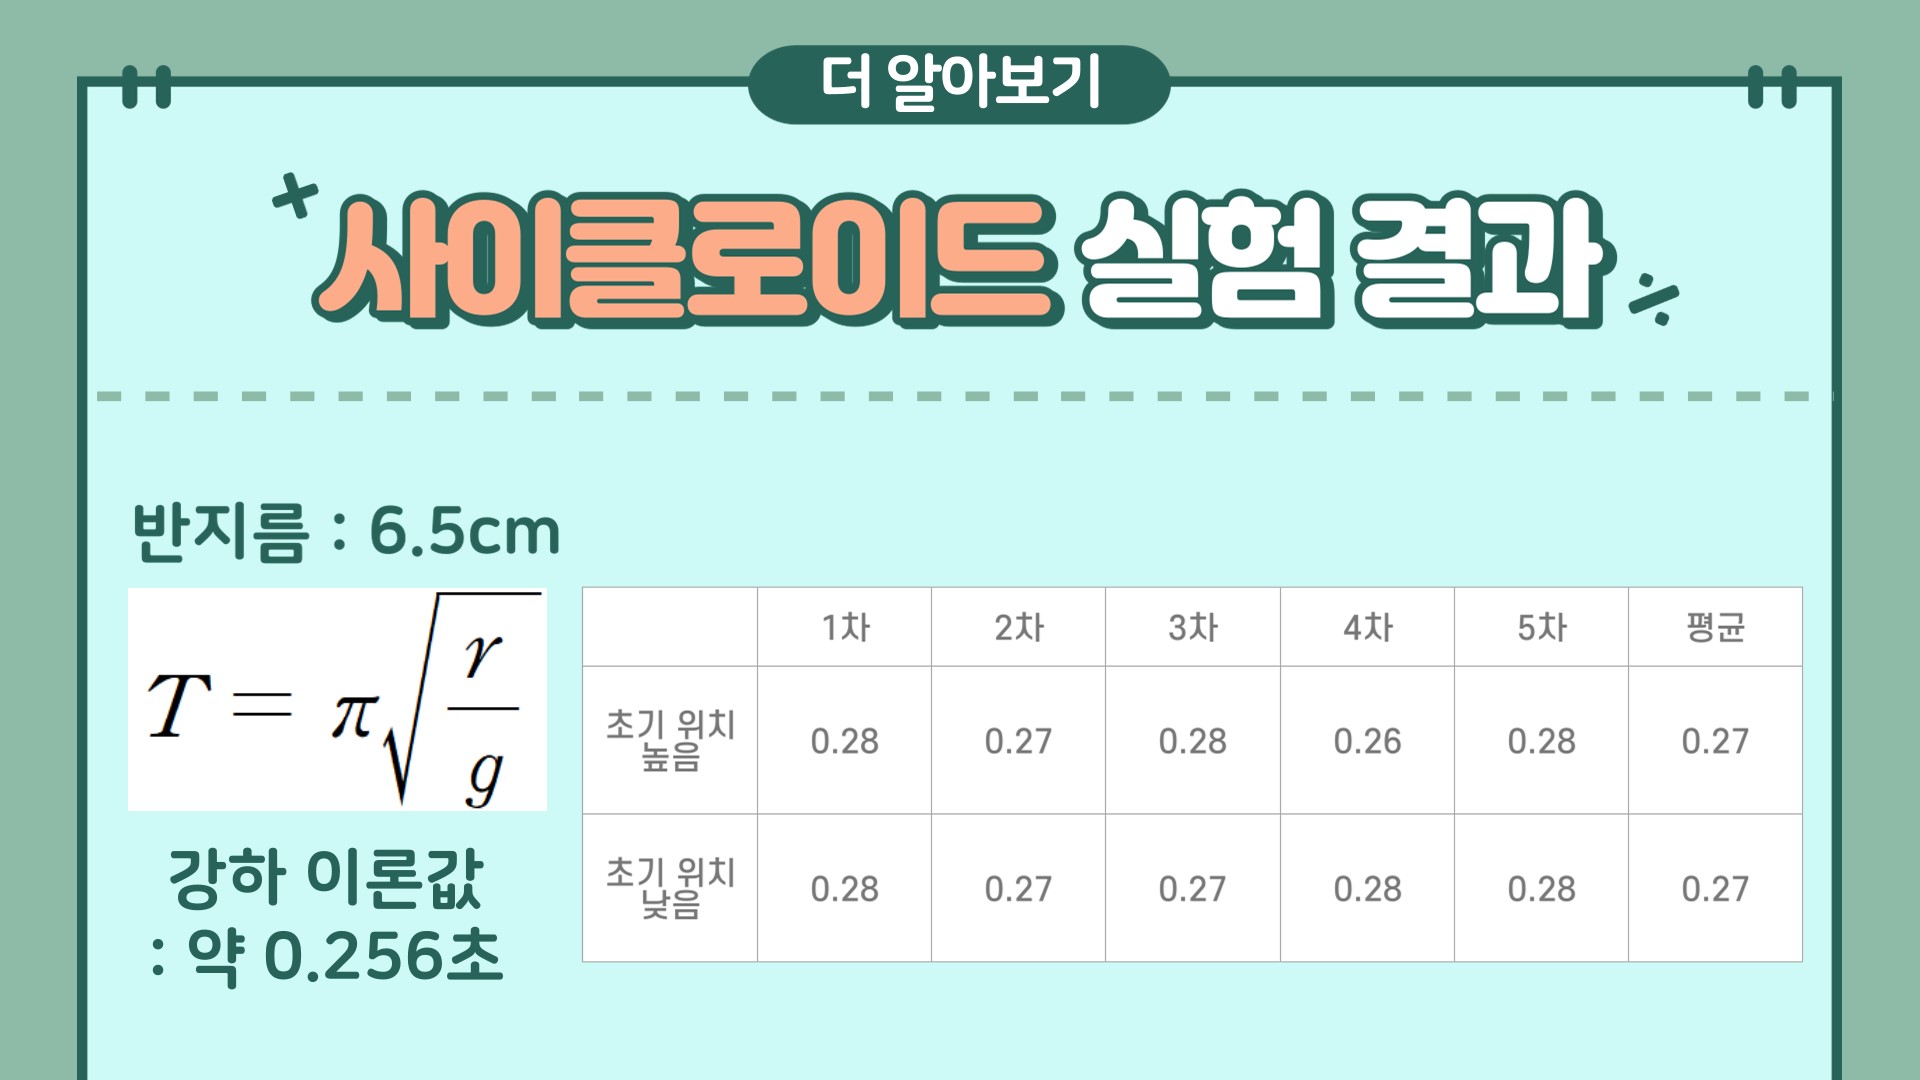 더 알아보기
사이클로이드 실험 결과
반지름 : 6.5cm
T = π√(r/g)
강하 이론값
: 약 0.256초
1차 2차 3차 4차 5차 평균
초기 위치
높음 0.28 0.27 0.28 0.26 0.28 0.27
초기 위치
낮음 0.28 0.27 0.27 0.28 0.28 0.27